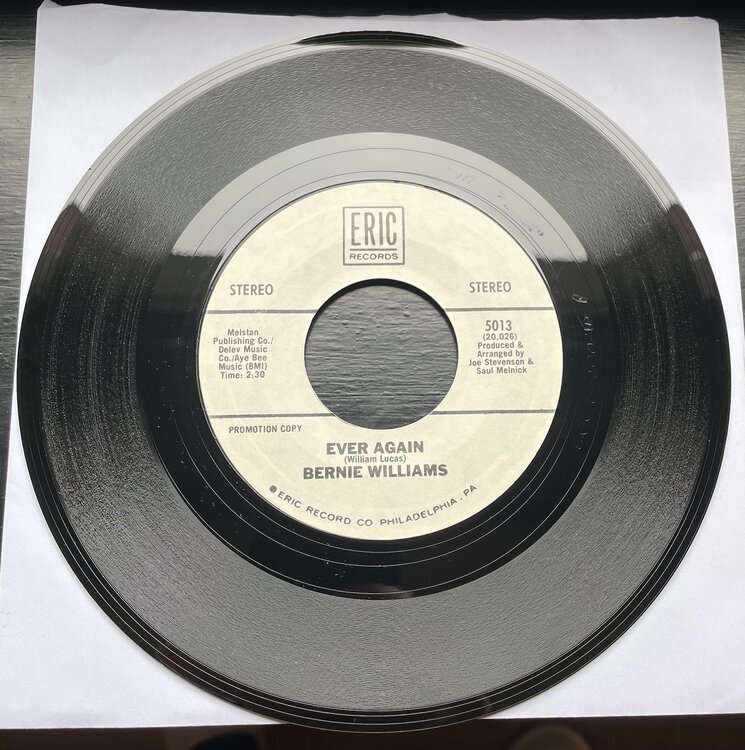 ERIC
RECORDS
STEREO
STEREO
Melstan
Publishing Co./
Delev Music
Co./Aye Bee
Music (BMI)
Time: 2:30
5013
(20,026)
Produced &
Arranged by
Joe Stevenson &
Saul Melnick
PROMOTION COPY
EVER AGAIN
(William Lucas)
BERNIE WILLIAMS
ERIC RECORD CO PHILADELPHIA, PA